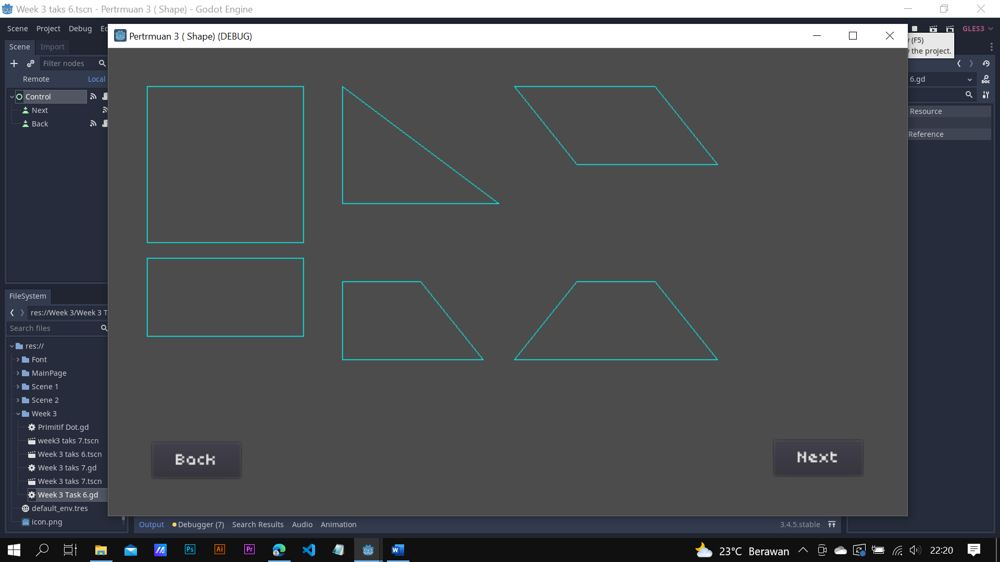 Week 3 taks 6.tscn - Pertrmuan 3 ( Shape) - Godot Engine
Scene Project Debug GLES3
Pertrmuan 3 ( Shape) (DEBUG)
(F5)
the project.
Scene Import
Filter nodes
Remote Local
6.gd
Control
Next
Back
Resource
Reference
FileSystem
res://Week 3/Week 3 T
Search files
res://
Font
MainPage
Scene 1
Scene 2
Week 3
Primitif Dot.gd
week3 taks 7.tscn
Week 3 taks 6.tscn
Week 3 taks 7.gd
Week 3 taks 7.tscn
Week 3 Task 6.gd
default_env.tres
icon.png
Back
Next
Output Debugger (7) Search Results Audio Animation 3.4.5.stable
Ps Ai Pr 23°C Berawan 22:20